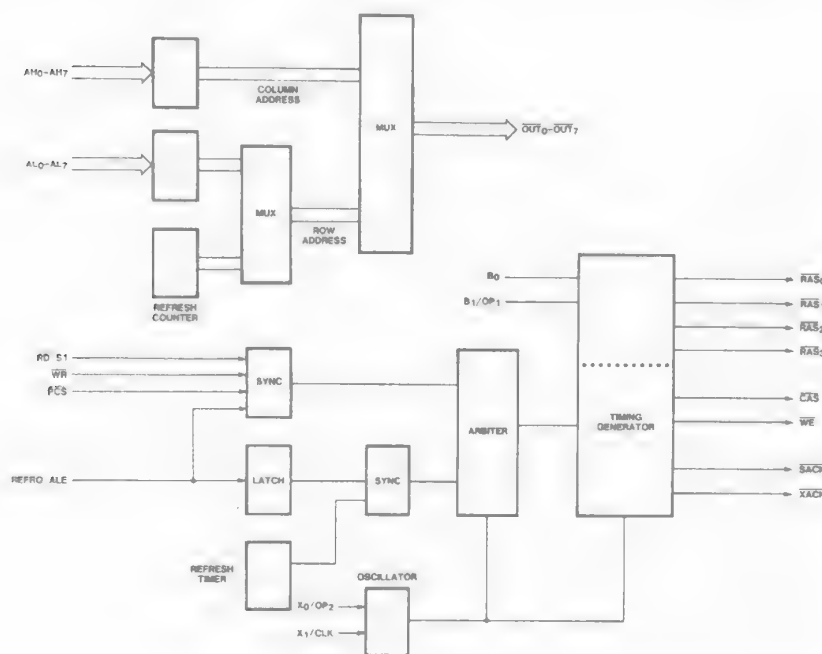 AH0-AH7
COLUMN
ADDRESS
MUX
OUT0-OUT7
AL0-AL7
MUX
ROW
ADDRESS
REFRESH
COUNTER
B0
B1/OP1
RAS0
RAS1
RAS2
RAS3
RD S1
WR
PCS
SYNC
ARBITER
TIMING
GENERATOR
CAS
WE
SACK
XACK
REFRQ ALE
LATCH
SYNC
REFRESH
TIMER
OSCILLATOR
X0/OP2
X1/CLK